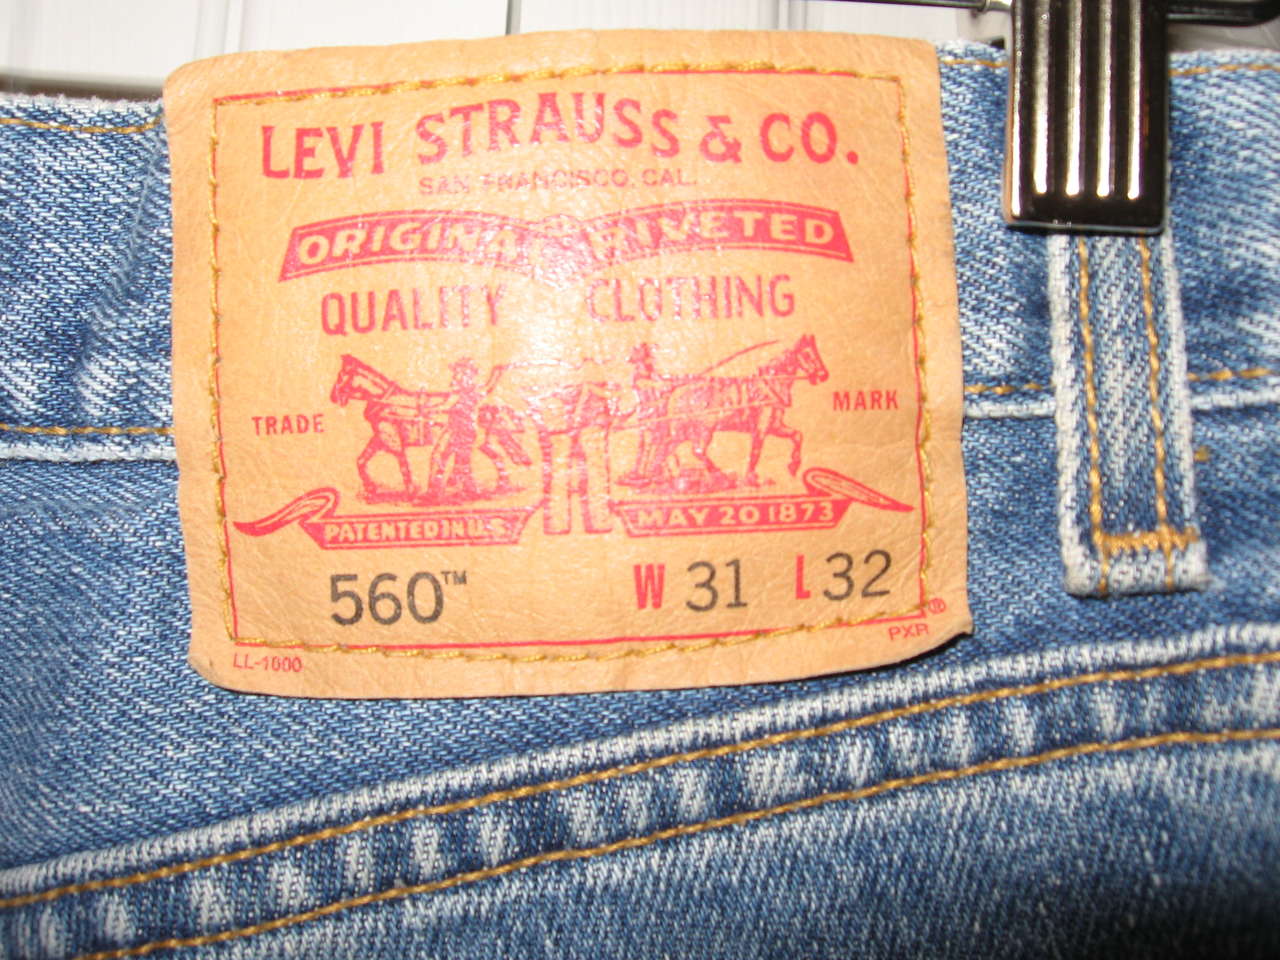 LEVI STRAUSS & CO.
SAN FRANCISCO, CAL.
ORIGINAL RIVETED
QUALITY CLOTHING
TRADE MARK
PATENTED IN U.S. MAY 20 1873
560™ W 31 L 32
LL-1000 PXR ®